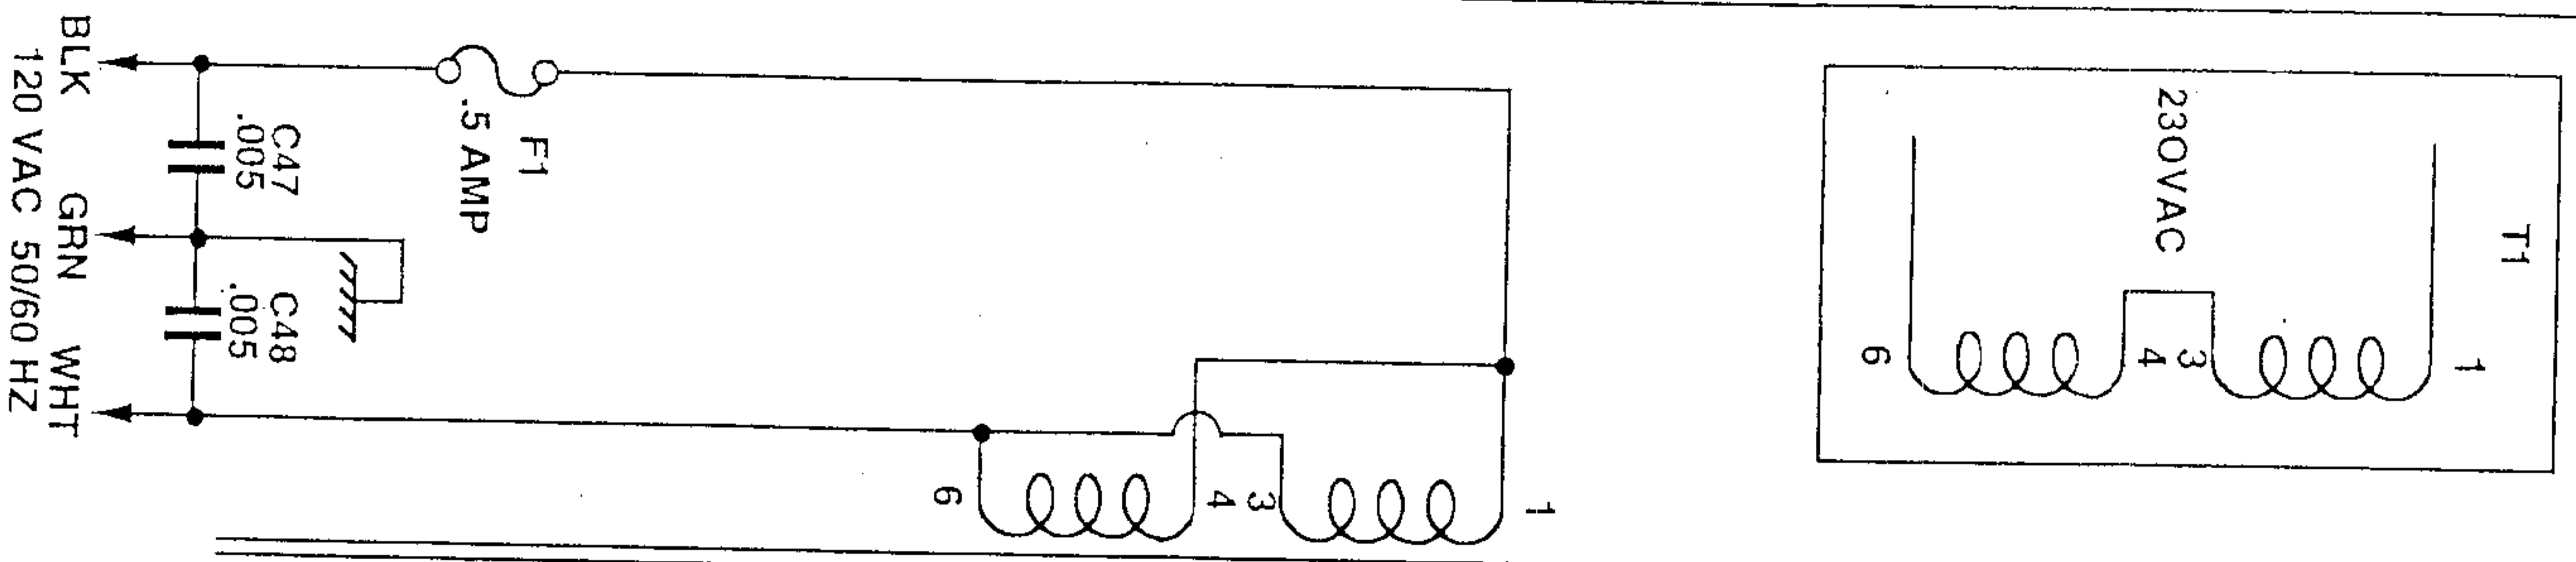 BLK
GRN
WHT
120 VAC 50/60 HZ
C47
.005
C48
.005
F1
.5 AMP
1
3
4
6
T1
230VAC
1
3
4
6